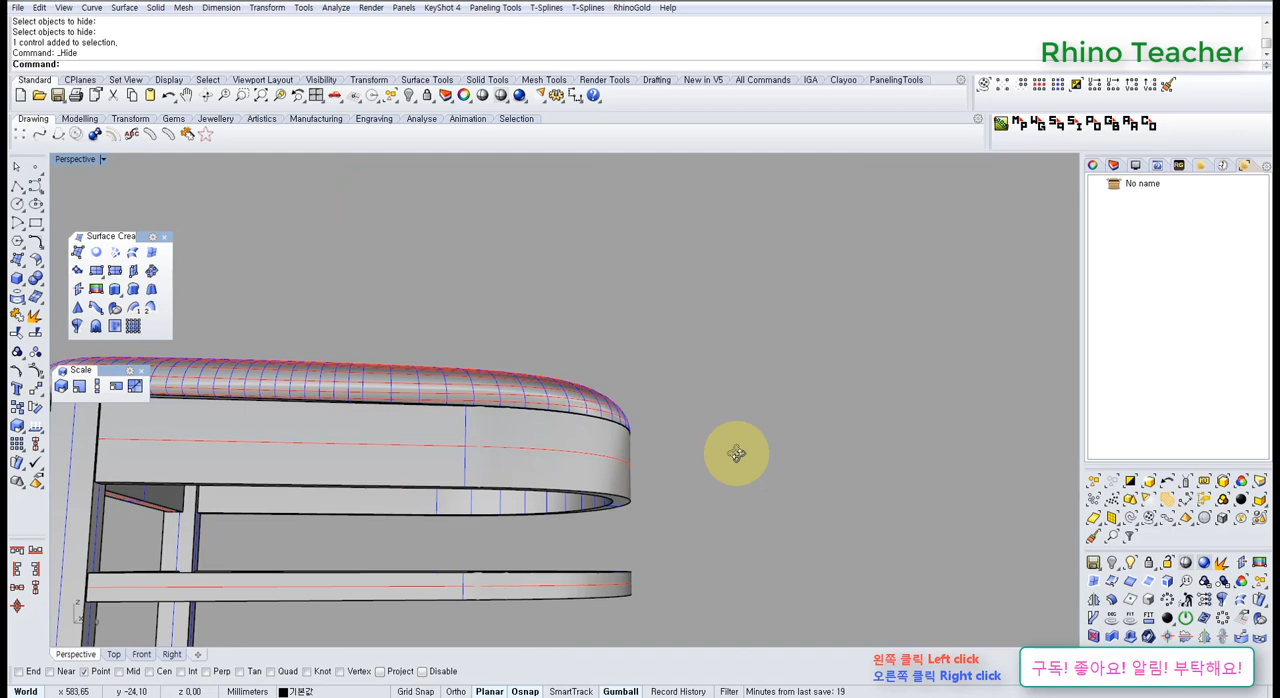 File Edit View Curve Surface Solid Mesh Dimension Transform Tools Analyze Render Panels KeyShot 4 Paneling Tools T-Splines T-Splines RhinoGold Help
Select objects to hide:
Select objects to hide:
1 control added to selection.
Command: _Hide
Command:
Rhino Teacher
Standard CPlanes Set View Display Select Viewport Layout Visibility Transform Surface Tools Solid Tools Mesh Tools Render Tools Drafting New in V5 All Commands IGA Clayoo PanelingTools
Drawing Modelling Transform Gems Jewellery Artistics Manufacturing Engraving Analyse Animation Selection
Perspective
No name
Surface Crea
Scale
z
x
Perspective Top Front Right
End Near Point Mid Cen Int Perp Tan Quad Knot Vertex Project Disable
왼쪽 클릭 Left click
오른쪽 클릭 Right click
구독! 좋아요! 알림! 부탁해요!
World x 583.65 y -24.10 z 0.00 Millimeters 기본값 Grid Snap Ortho Planar Osnap SmartTrack Gumball Record History Filter Minutes from last save: 19